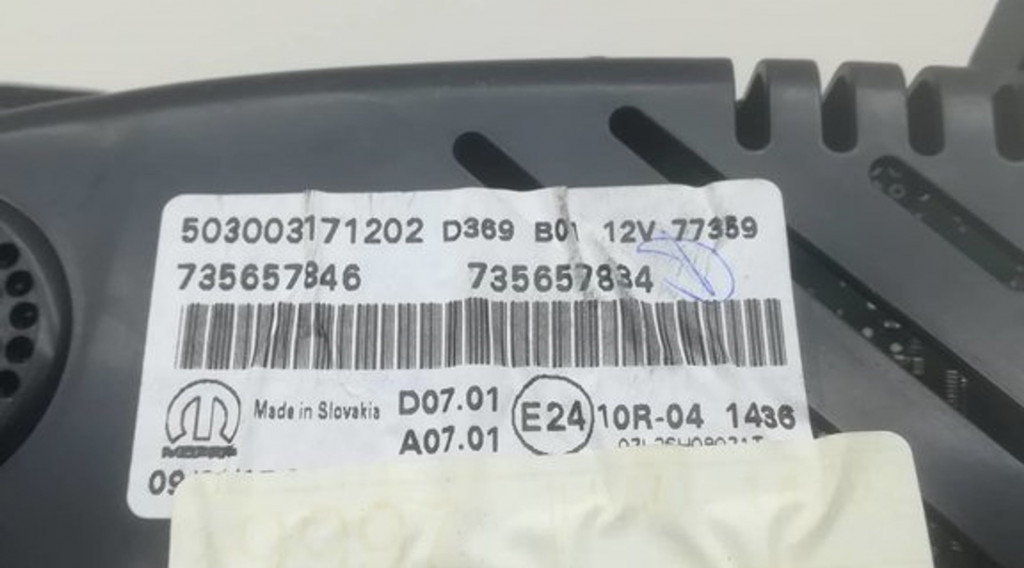 503003171202 D369 B01 12V 77359
735657846 735657834
Made in Slovakia D07.01 E24 10R-04 1436
A07.01